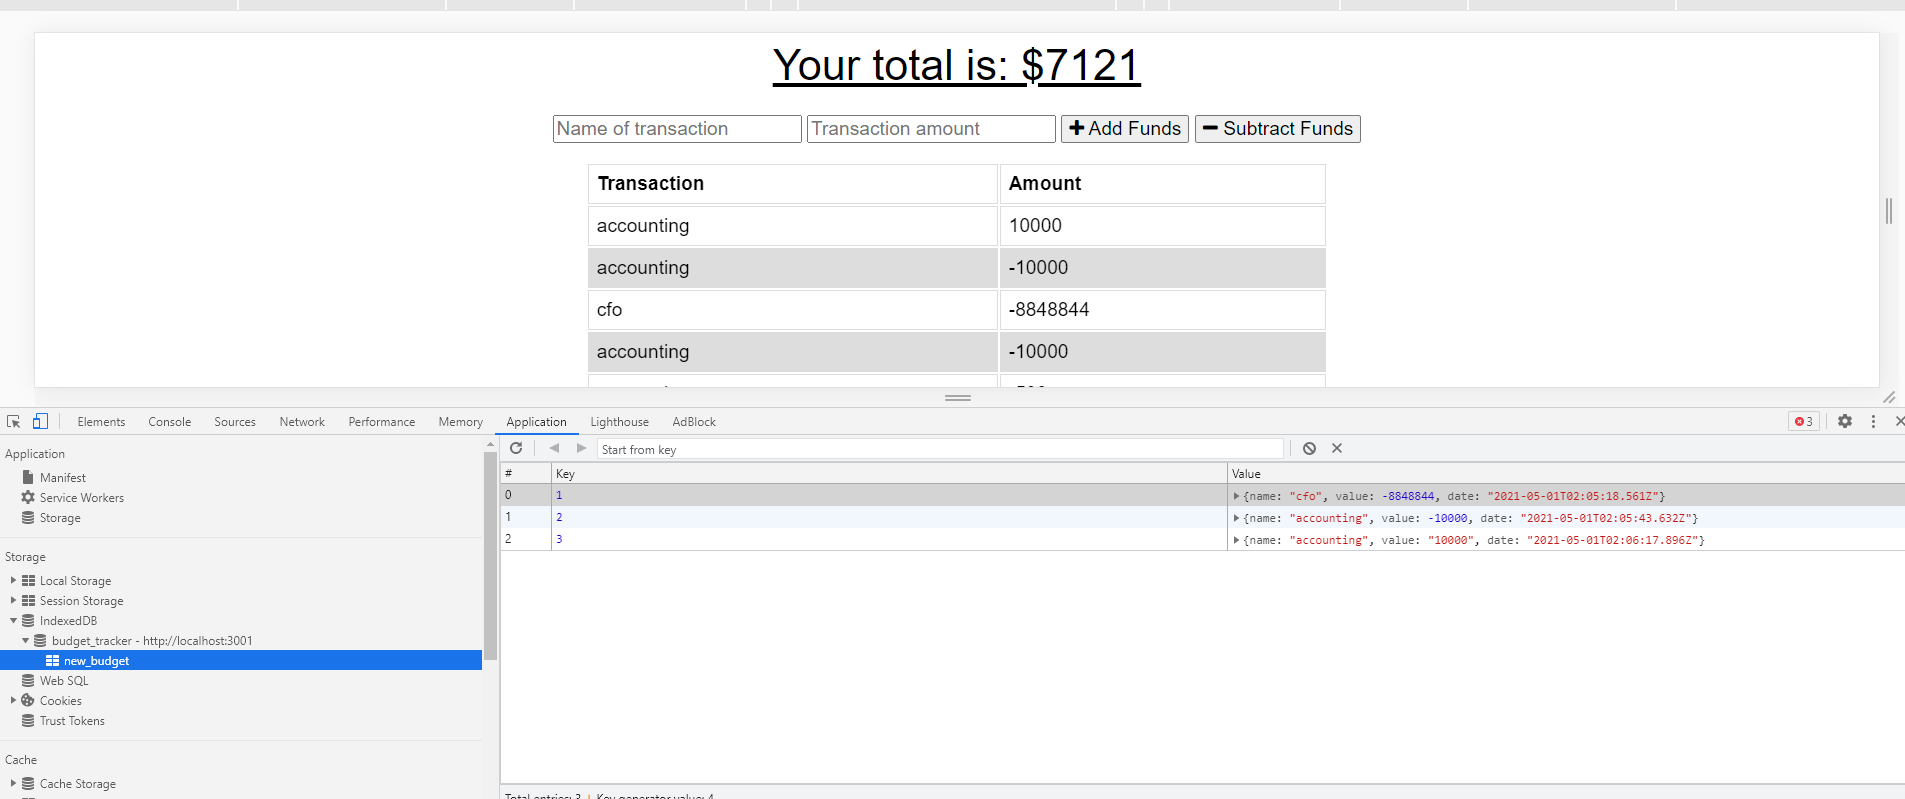 Your total is: $7121
Name of transaction Transaction amount Add Funds Subtract Funds
Transaction Amount
accounting 10000
accounting -10000
cfo -8848844
accounting -10000
Elements Console Sources Network Performance Memory Application Lighthouse AdBlock 3
Application
Manifest
Service Workers
Storage
Storage
Local Storage
Session Storage
IndexedDB
budget_tracker - http://localhost:3001
new_budget
Web SQL
Cookies
Trust Tokens
Cache
Cache Storage
Start from key
# Key Value
0 1 {name: "cfo", value: -8848844, date: "2021-05-01T02:05:18.561Z"}
1 2 {name: "accounting", value: -10000, date: "2021-05-01T02:05:43.632Z"}
2 3 {name: "accounting", value: "10000", date: "2021-05-01T02:06:17.896Z"}
Total entries: 3 Key generator value: 4